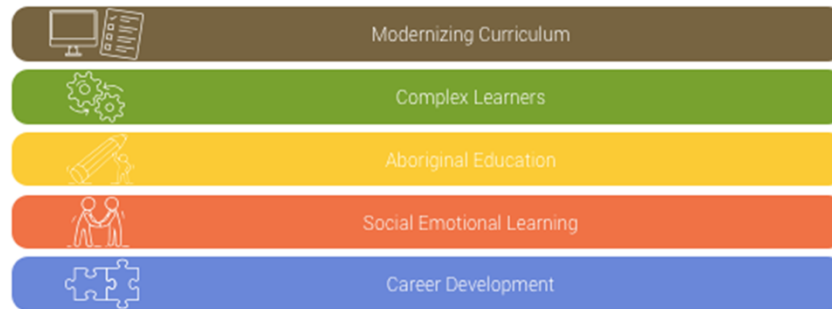 Modernizing Curriculum
Complex Learners
Aboriginal Education
Social Emotional Learning
Career Development